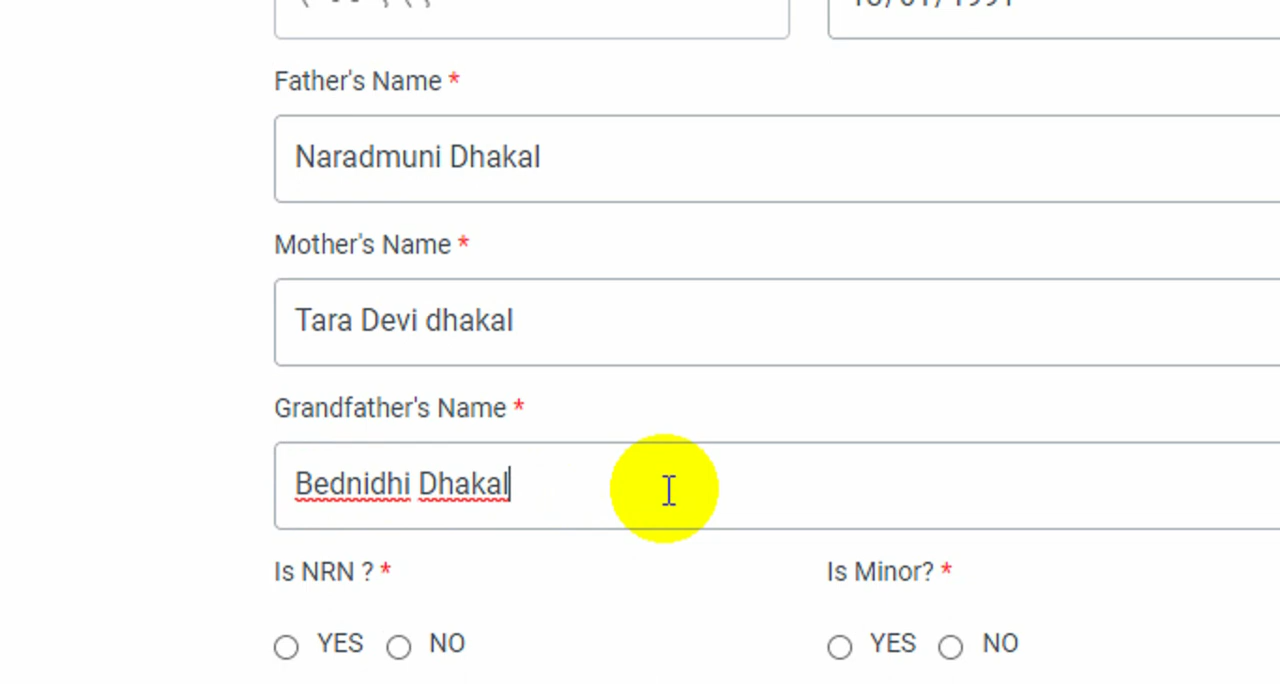 Father's Name *
Naradmuni Dhakal
Mother's Name *
Tara Devi dhakal
Grandfather's Name *
Bednidhi Dhakal
Is NRN ? * Is Minor? *
YES NO YES NO